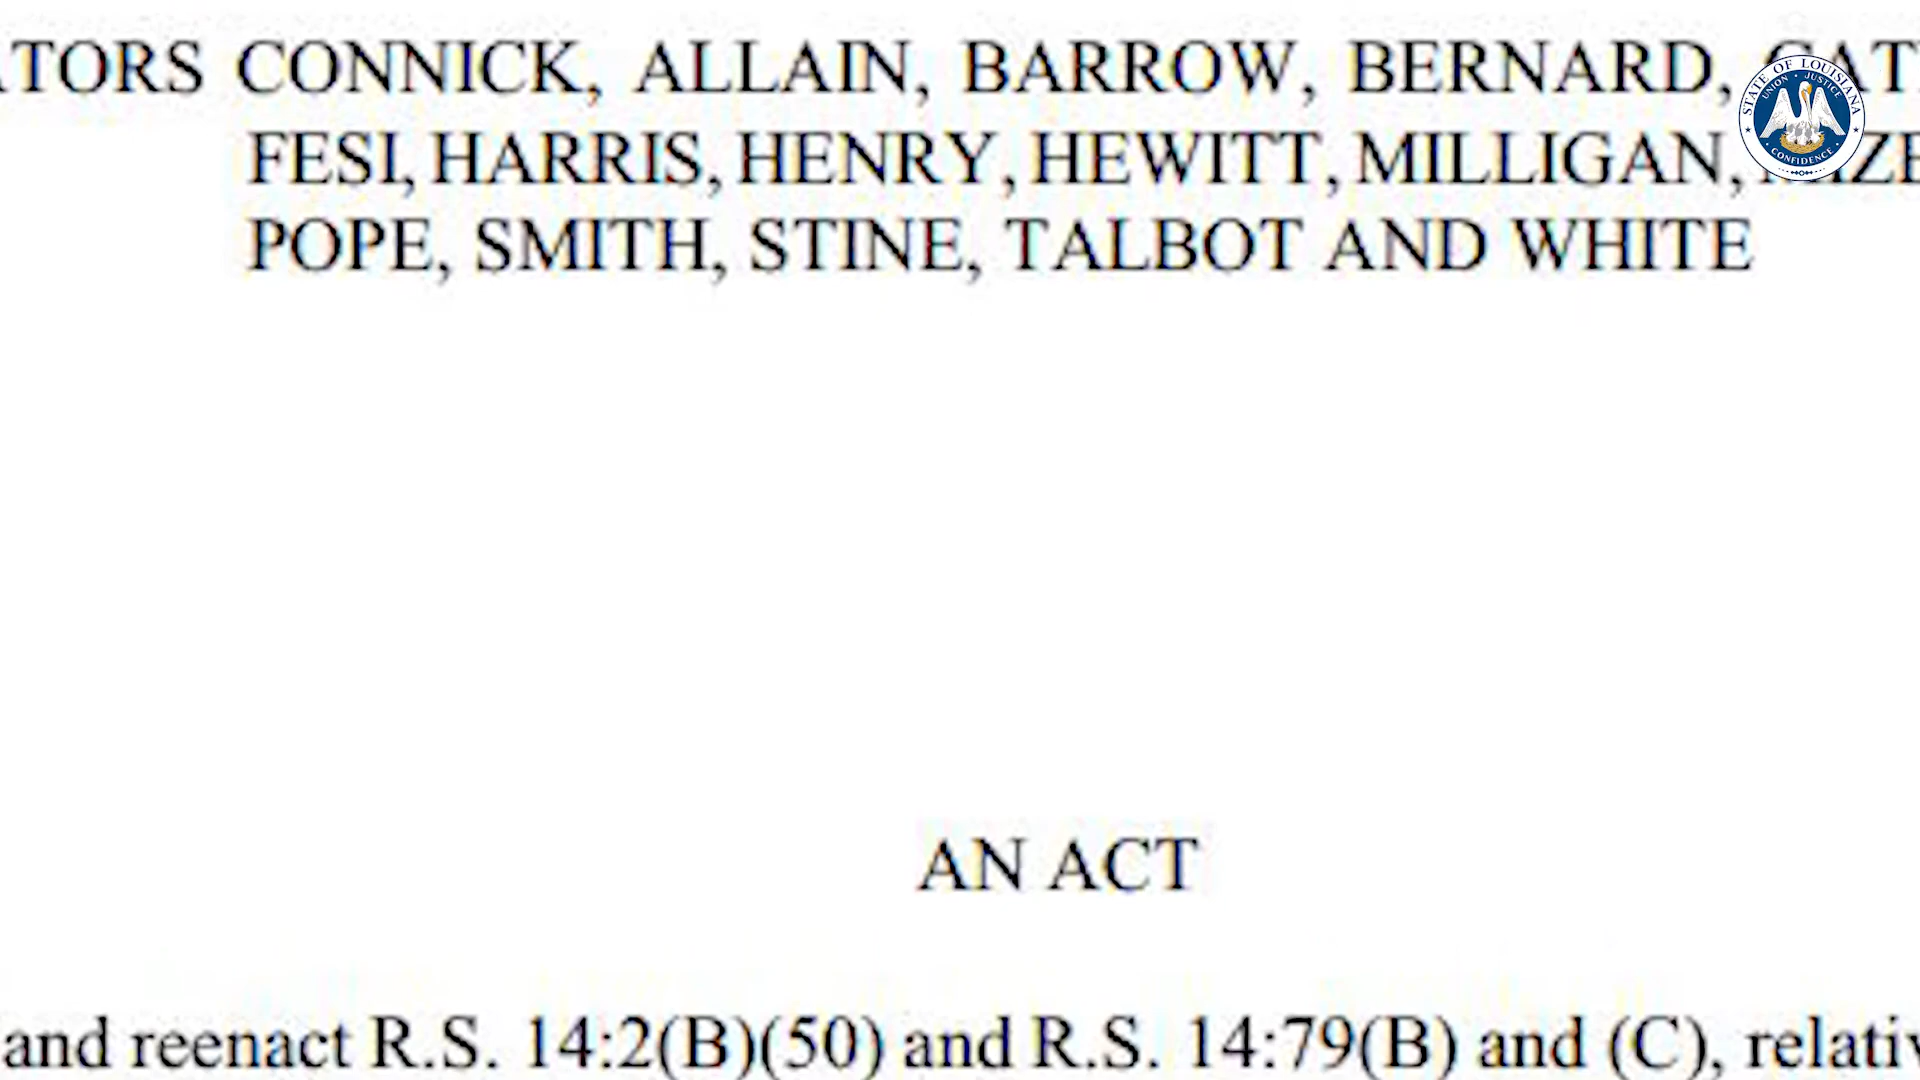 TORS CONNICK, ALLAIN, BARROW, BERNARD,
FESI, HARRIS, HENRY, HEWITT, MILLIGAN,
POPE, SMITH, STINE, TALBOT AND WHITE
STATE OF LOUISIANA
UNION · JUSTICE
CONFIDENCE
AN ACT
and reenact R.S. 14:2(B)(50) and R.S. 14:79(B) and (C), relativ